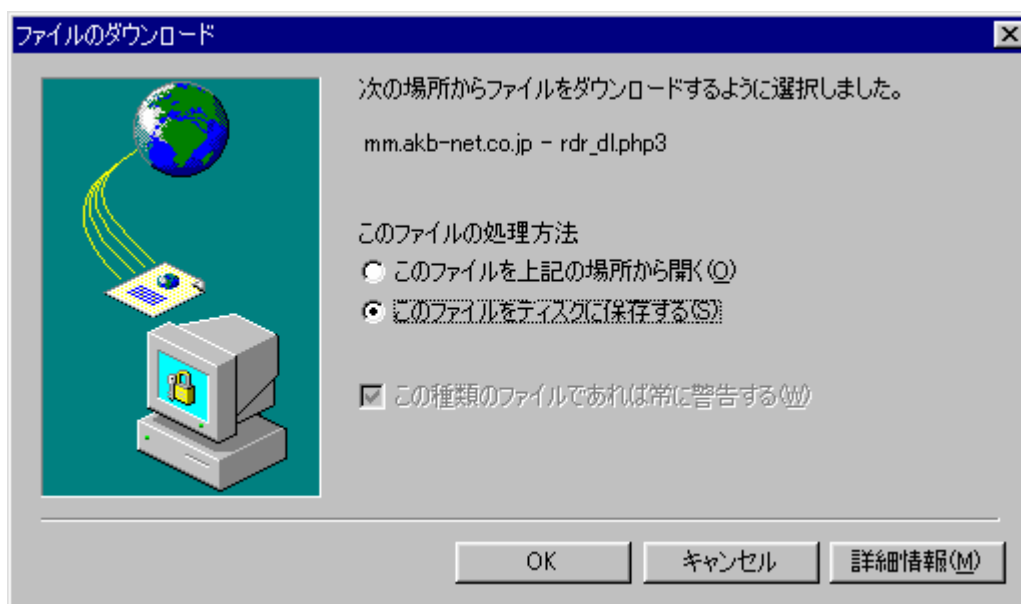 ファイルのダウンロード
次の場所からファイルをダウンロードするように選択しました。
mm.akb-net.co.jp - rdr_dl.php3
このファイルの処理方法
このファイルを上記の場所から開く(O)
このファイルをディスクに保存する(S)
この種類のファイルであれば常に警告する(W)
OK
キャンセル
詳細情報(M)